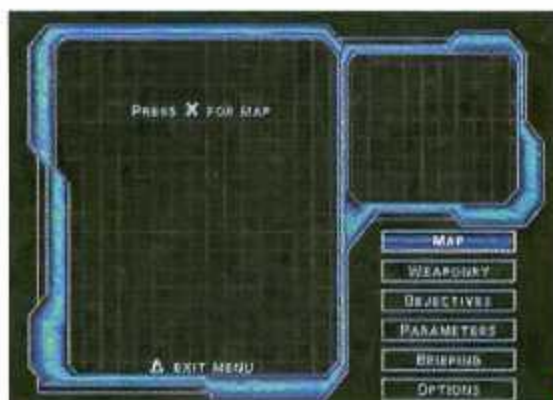 PRESS X FOR MAP
EXIT MENU
MAP
WEAPONRY
OBJECTIVES
PARAMETERS
BRIEFING
OPTIONS